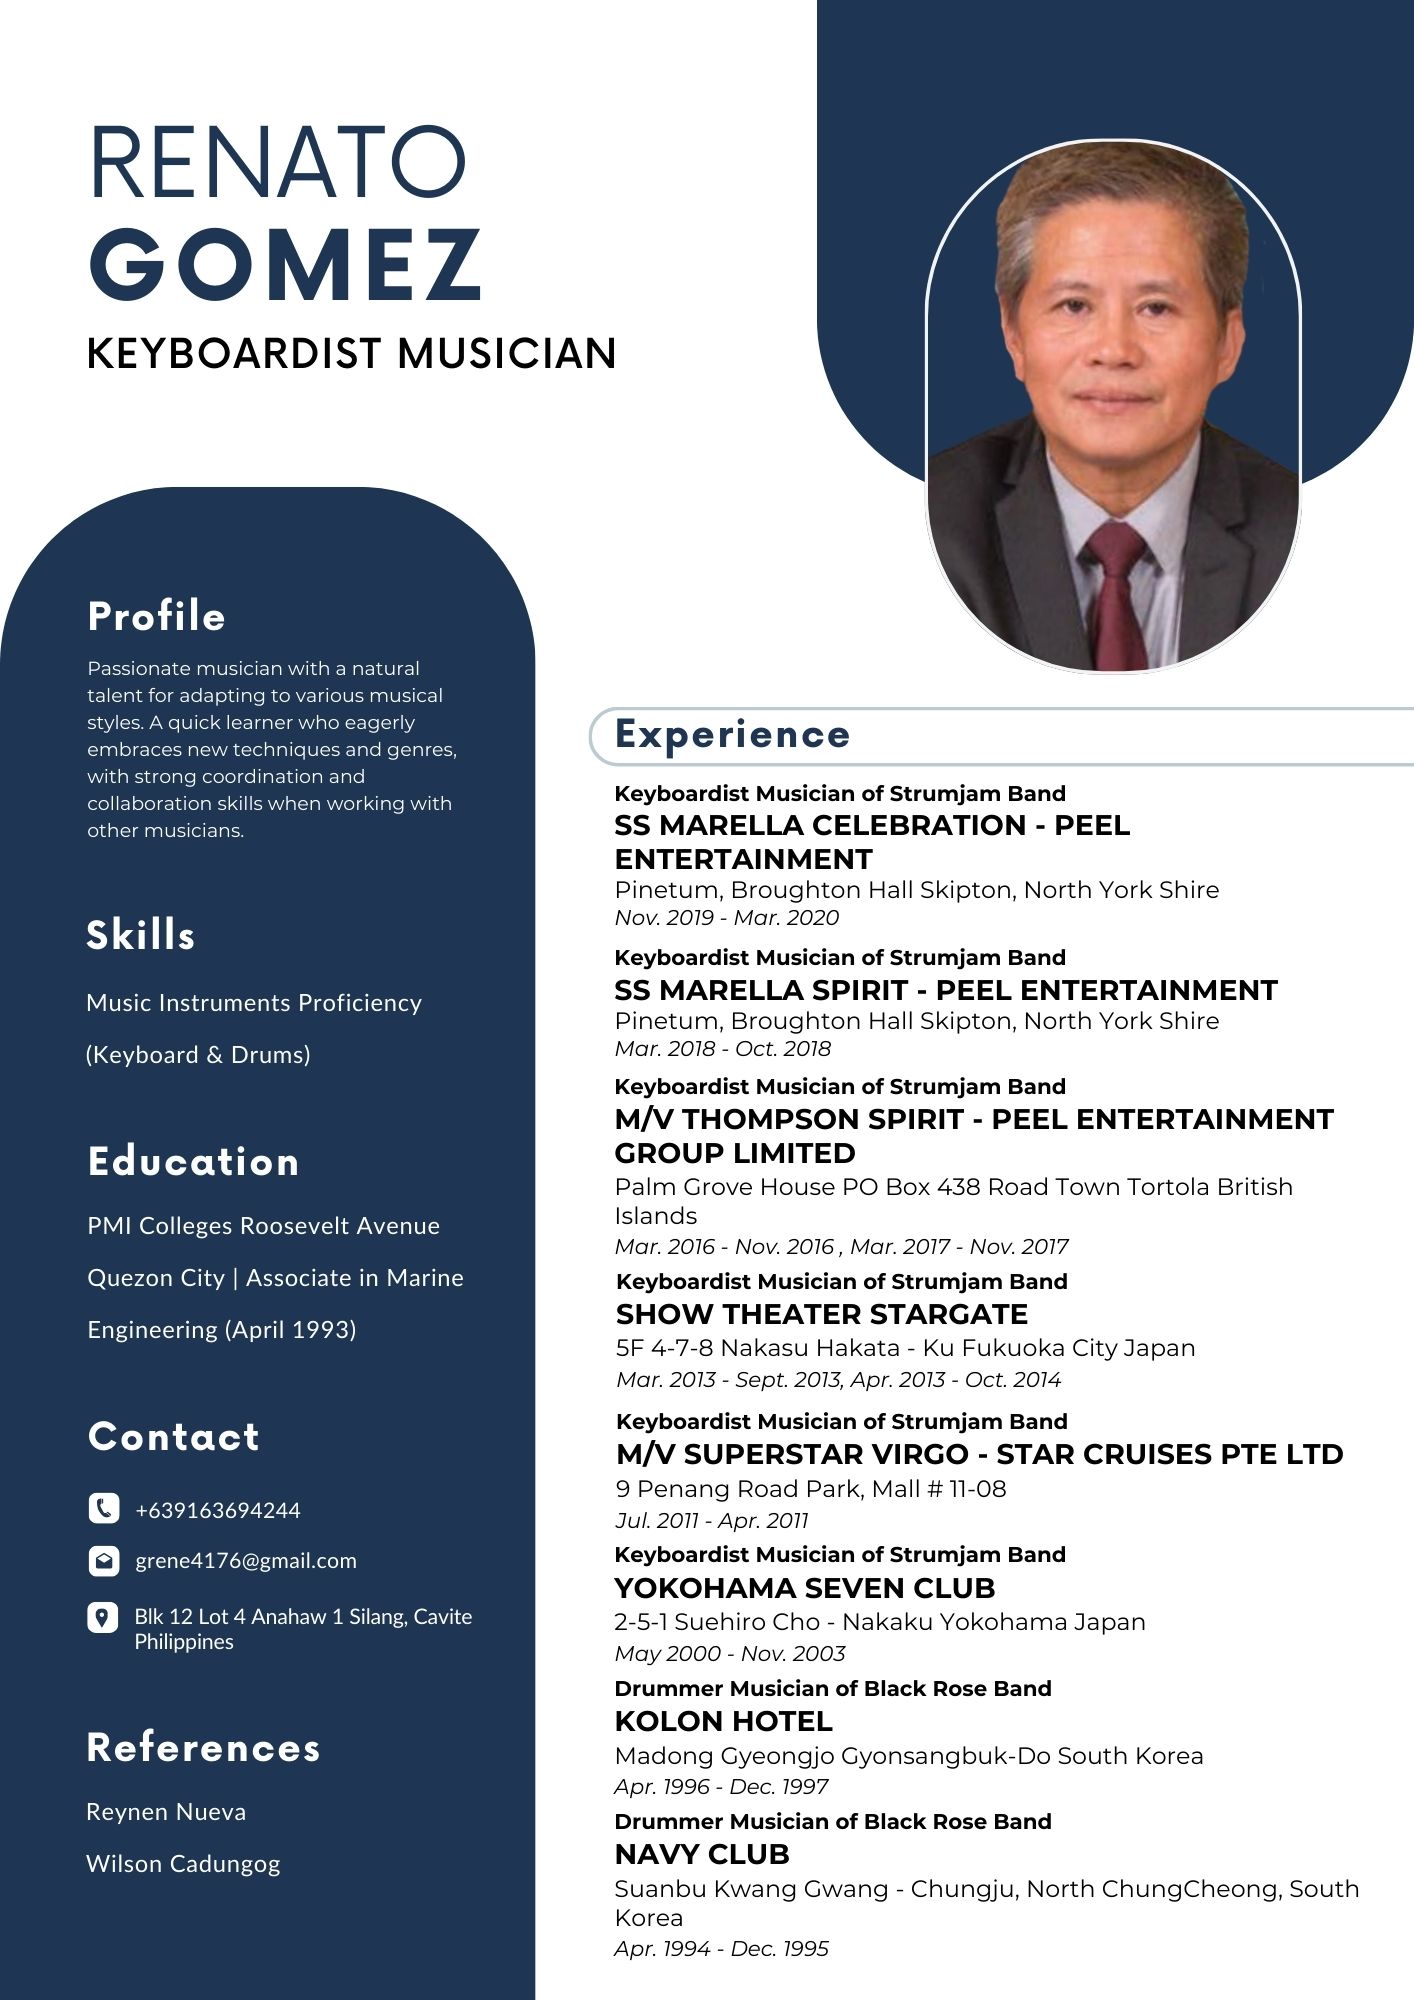 RENATO
GOMEZ
KEYBOARDIST MUSICIAN
Profile
Passionate musician with a natural
talent for adapting to various musical
styles. A quick learner who eagerly
embraces new techniques and genres,
with strong coordination and
collaboration skills when working with
other musicians.
Skills
Music Instruments Proficiency
(Keyboard & Drums)
Education
PMI Colleges Roosevelt Avenue
Quezon City | Associate in Marine
Engineering (April 1993)
Contact
+639163694244
grene4176@gmail.com
Blk 12 Lot 4 Anahaw 1 Silang, Cavite
Philippines
References
Reynen Nueva
Wilson Cadungog
Experience
Keyboardist Musician of Strumjam Band
SS MARELLA CELEBRATION - PEEL
ENTERTAINMENT
Pinetum, Broughton Hall Skipton, North York Shire
Nov. 2019 - Mar. 2020
Keyboardist Musician of Strumjam Band
SS MARELLA SPIRIT - PEEL ENTERTAINMENT
Pinetum, Broughton Hall Skipton, North York Shire
Mar. 2018 - Oct. 2018
Keyboardist Musician of Strumjam Band
M/V THOMPSON SPIRIT - PEEL ENTERTAINMENT
GROUP LIMITED
Palm Grove House PO Box 438 Road Town Tortola British
Islands
Mar. 2016 - Nov. 2016 , Mar. 2017 - Nov. 2017
Keyboardist Musician of Strumjam Band
SHOW THEATER STARGATE
5F 4-7-8 Nakasu Hakata - Ku Fukuoka City Japan
Mar. 2013 - Sept. 2013, Apr. 2013 - Oct. 2014
Keyboardist Musician of Strumjam Band
M/V SUPERSTAR VIRGO - STAR CRUISES PTE LTD
9 Penang Road Park, Mall # 11-08
Jul. 2011 - Apr. 2011
Keyboardist Musician of Strumjam Band
YOKOHAMA SEVEN CLUB
2-5-1 Suehiro Cho - Nakaku Yokohama Japan
May 2000 - Nov. 2003
Drummer Musician of Black Rose Band
KOLON HOTEL
Madong Gyeongjo Gyonsangbuk-Do South Korea
Apr. 1996 - Dec. 1997
Drummer Musician of Black Rose Band
NAVY CLUB
Suanbu Kwang Gwang - Chungju, North ChungCheong, South
Korea
Apr. 1994 - Dec. 1995